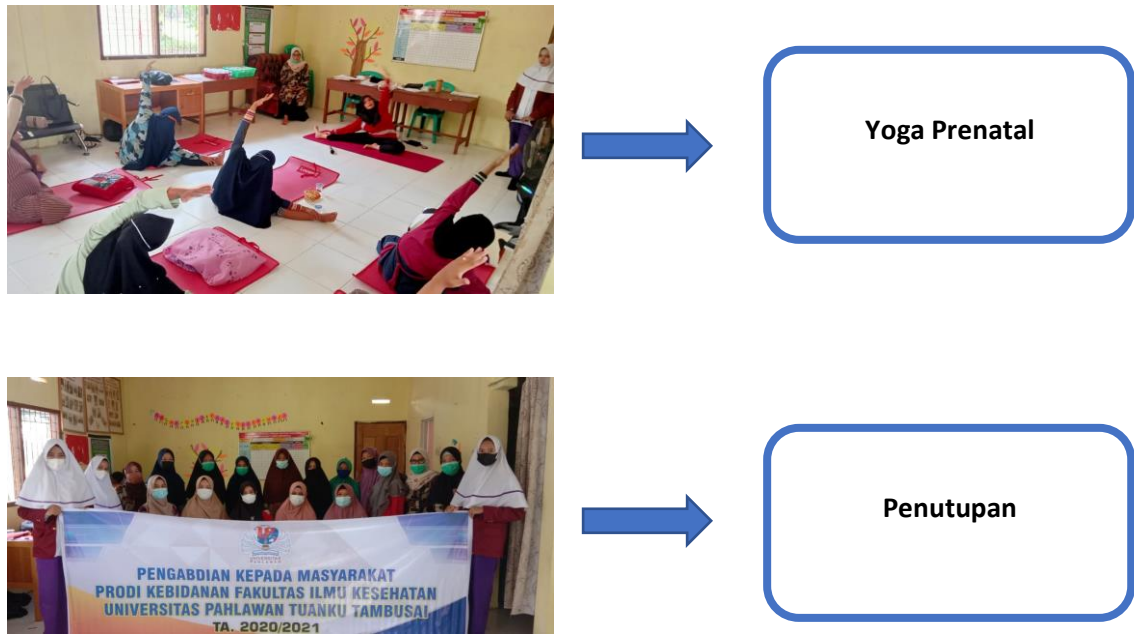 Yoga Prenatal
Penutupan
PENGABDIAN KEPADA MASYARAKAT
PRODI KEBIDANAN FAKULTAS ILMU KESEHATAN
UNIVERSITAS PAHLAWAN TUANKU TAMBUSAI
TA. 2020/2021